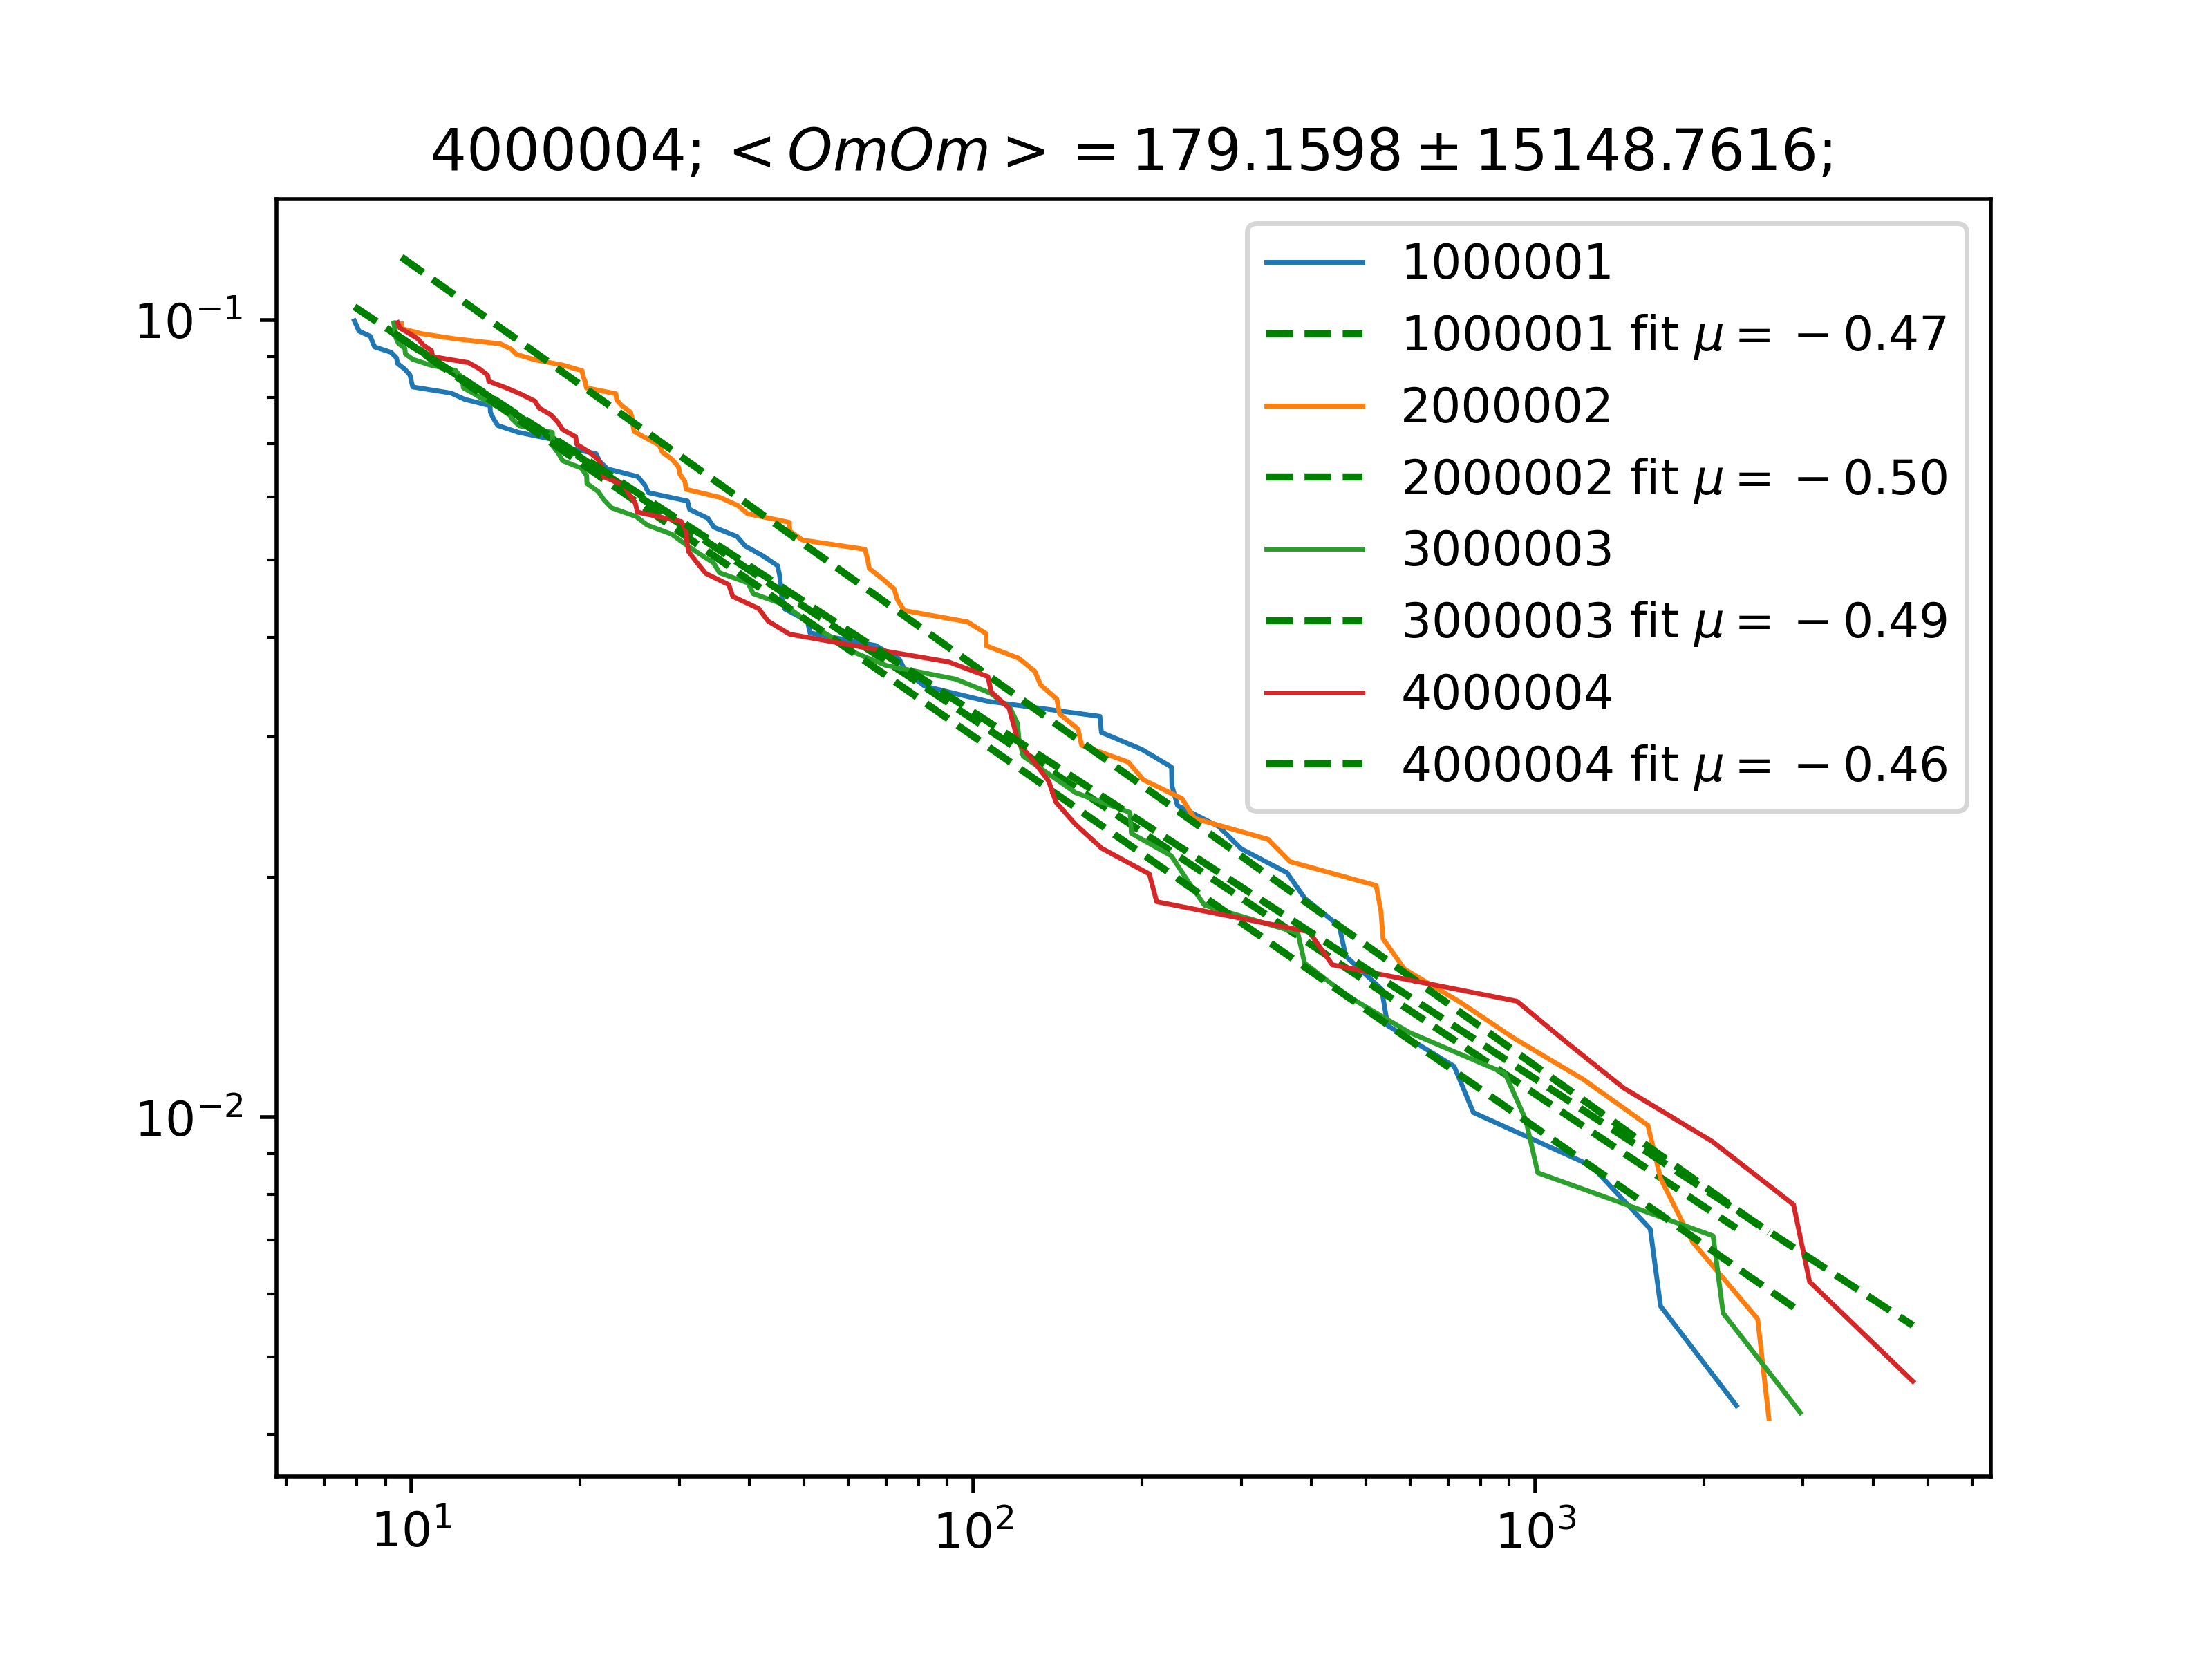 4000004; < OmOm > = 179.1598 ± 15148.7616;
10⁻¹
10⁻²
10¹ 10² 10³
1000001
1000001 fit μ = − 0.47
2000002
2000002 fit μ = − 0.50
3000003
3000003 fit μ = − 0.49
4000004
4000004 fit μ = − 0.46